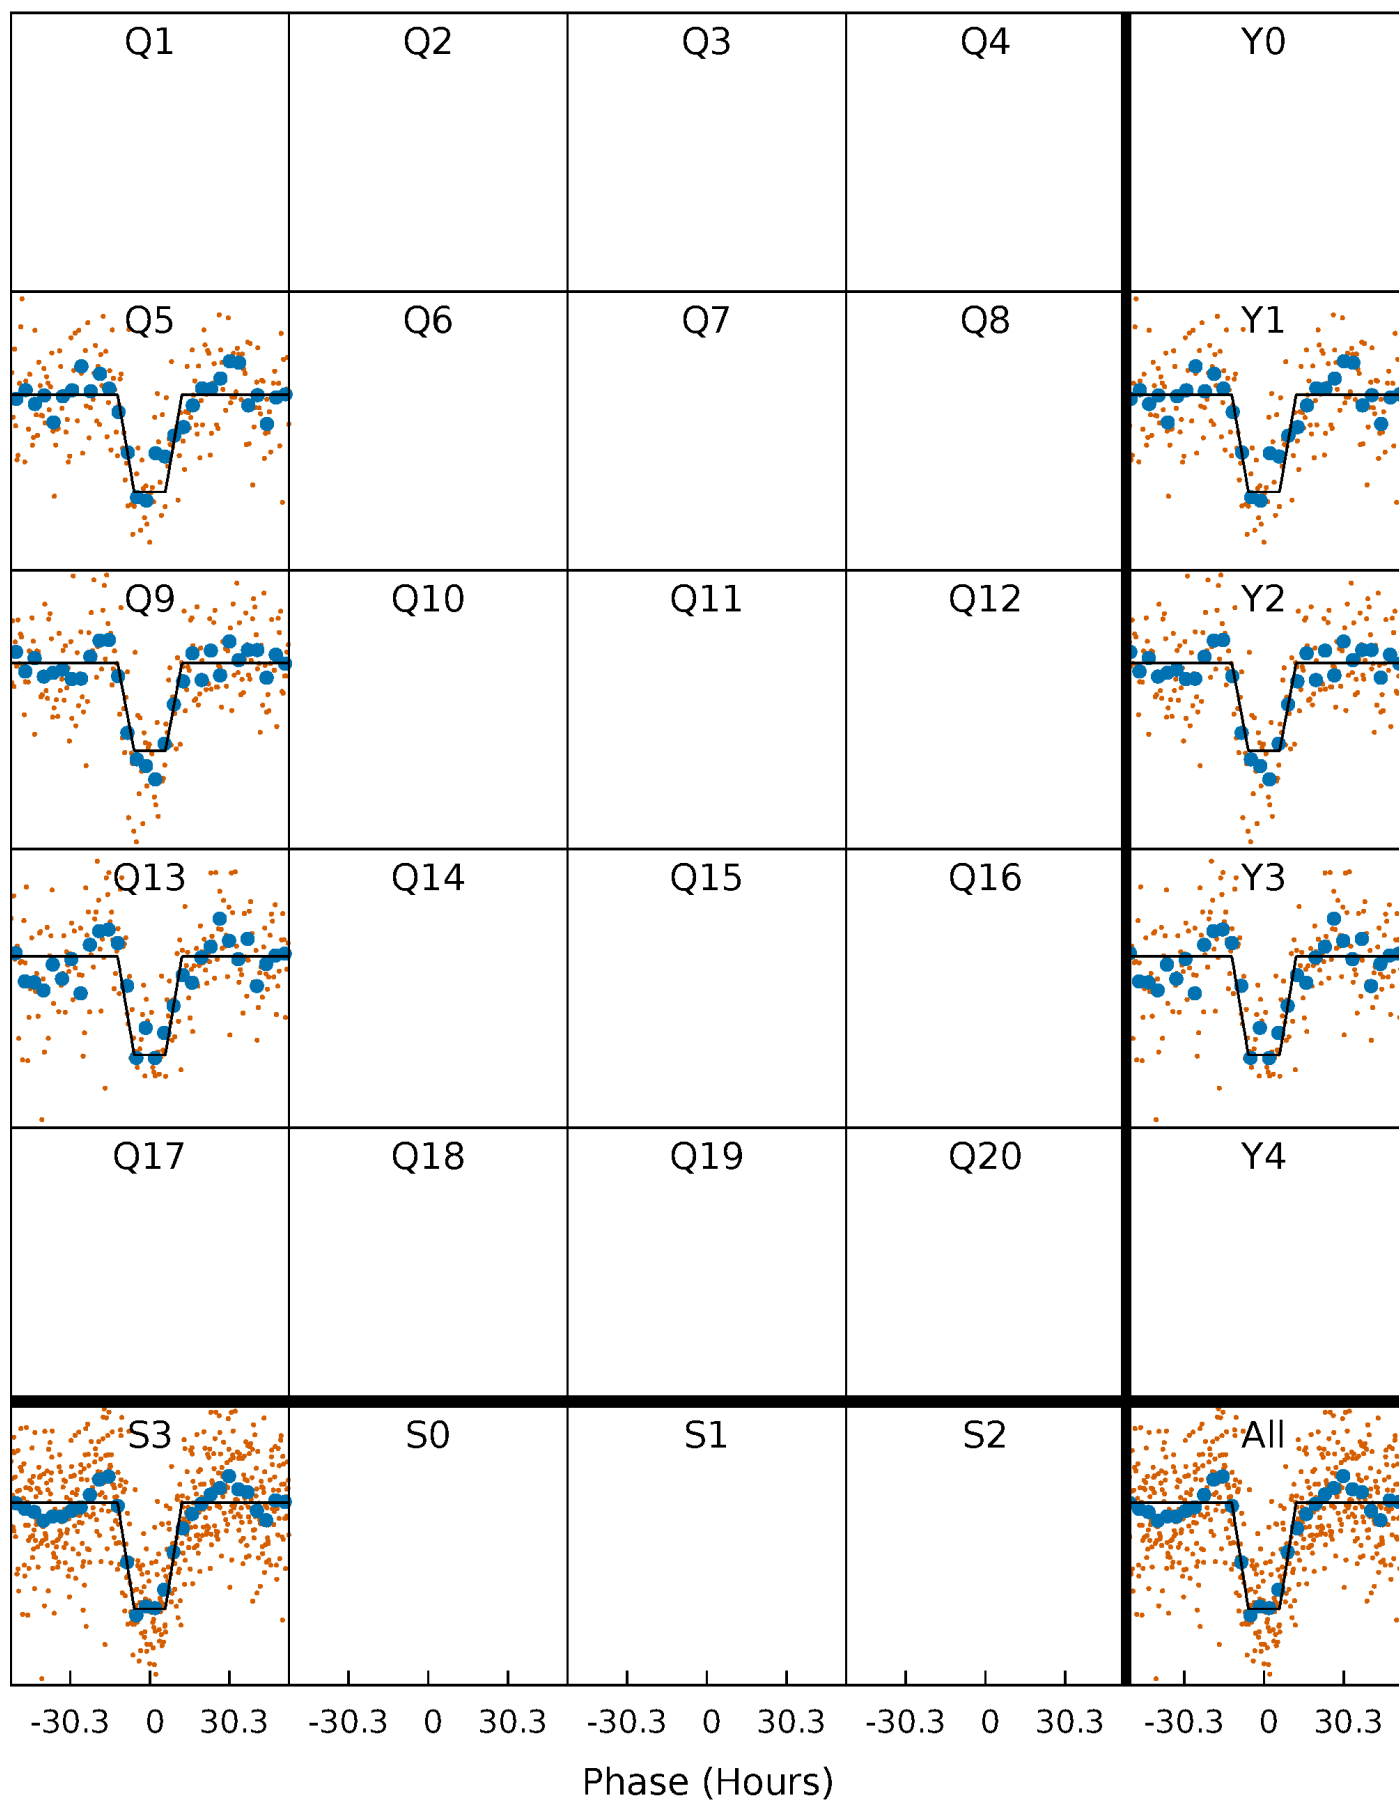 Q1 Q2 Q3 Q4 Y0
Q5 Q6 Q7 Q8 Y1
Q9 Q10 Q11 Q12 Y2
Q13 Q14 Q15 Q16 Y3
Q17 Q18 Q19 Q20 Y4
S3 S0 S1 S2 All
-30.3 0 30.3 -30.3 0 30.3 -30.3 0 30.3 -30.3 0 30.3 -30.3 0 30.3
Phase (Hours)